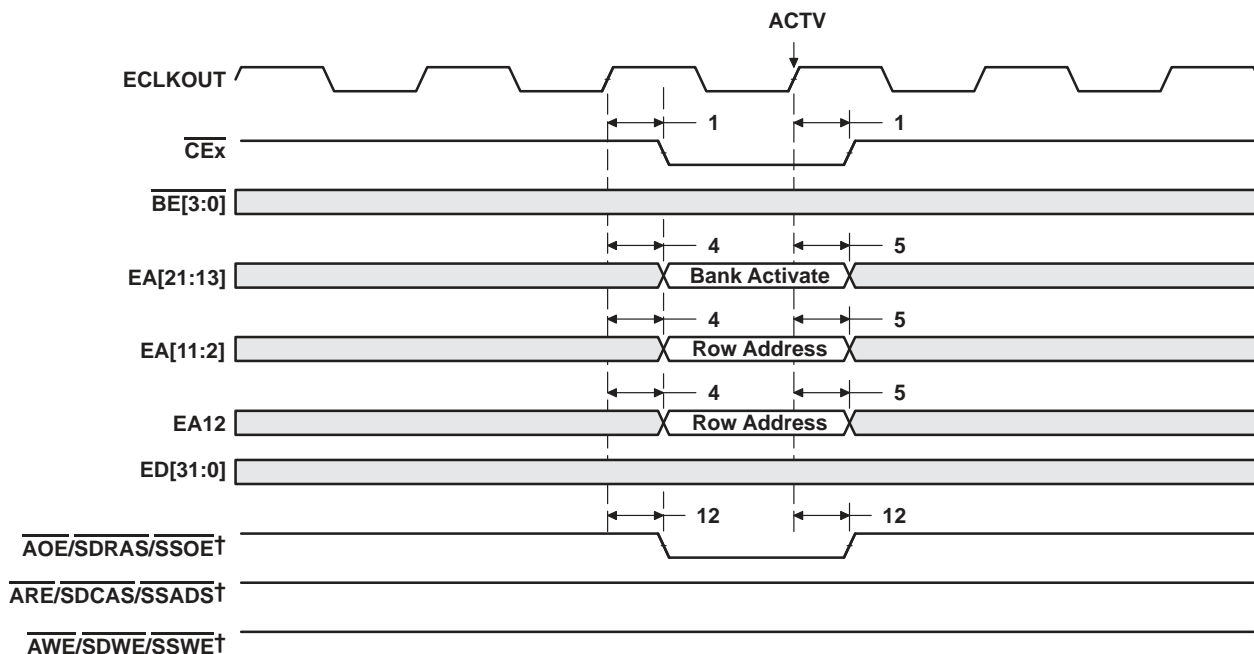 ACTV
ECLKOUT
1 1
CEx
BE[3:0]
4 5
EA[21:13] Bank Activate
4 5
EA[11:2] Row Address
4 5
EA12 Row Address
ED[31:0]
12 12
AOE/SDRAS/SSOE†
ARE/SDCAS/SSADS†
AWE/SDWE/SSWE†